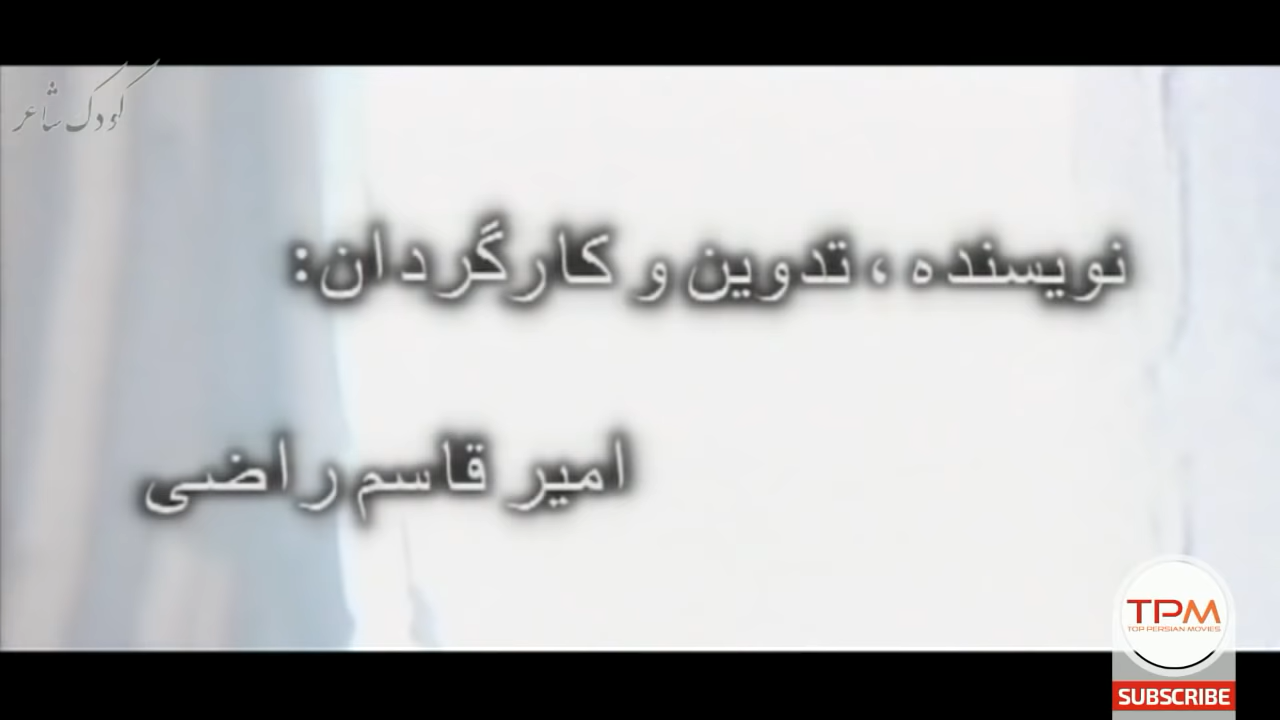 کودک شاعر
نویسنده ، تدوین و کارگردان:
امیر قاسم راضی
TPM
TOP PERSIAN MOVIES
SUBSCRIBE